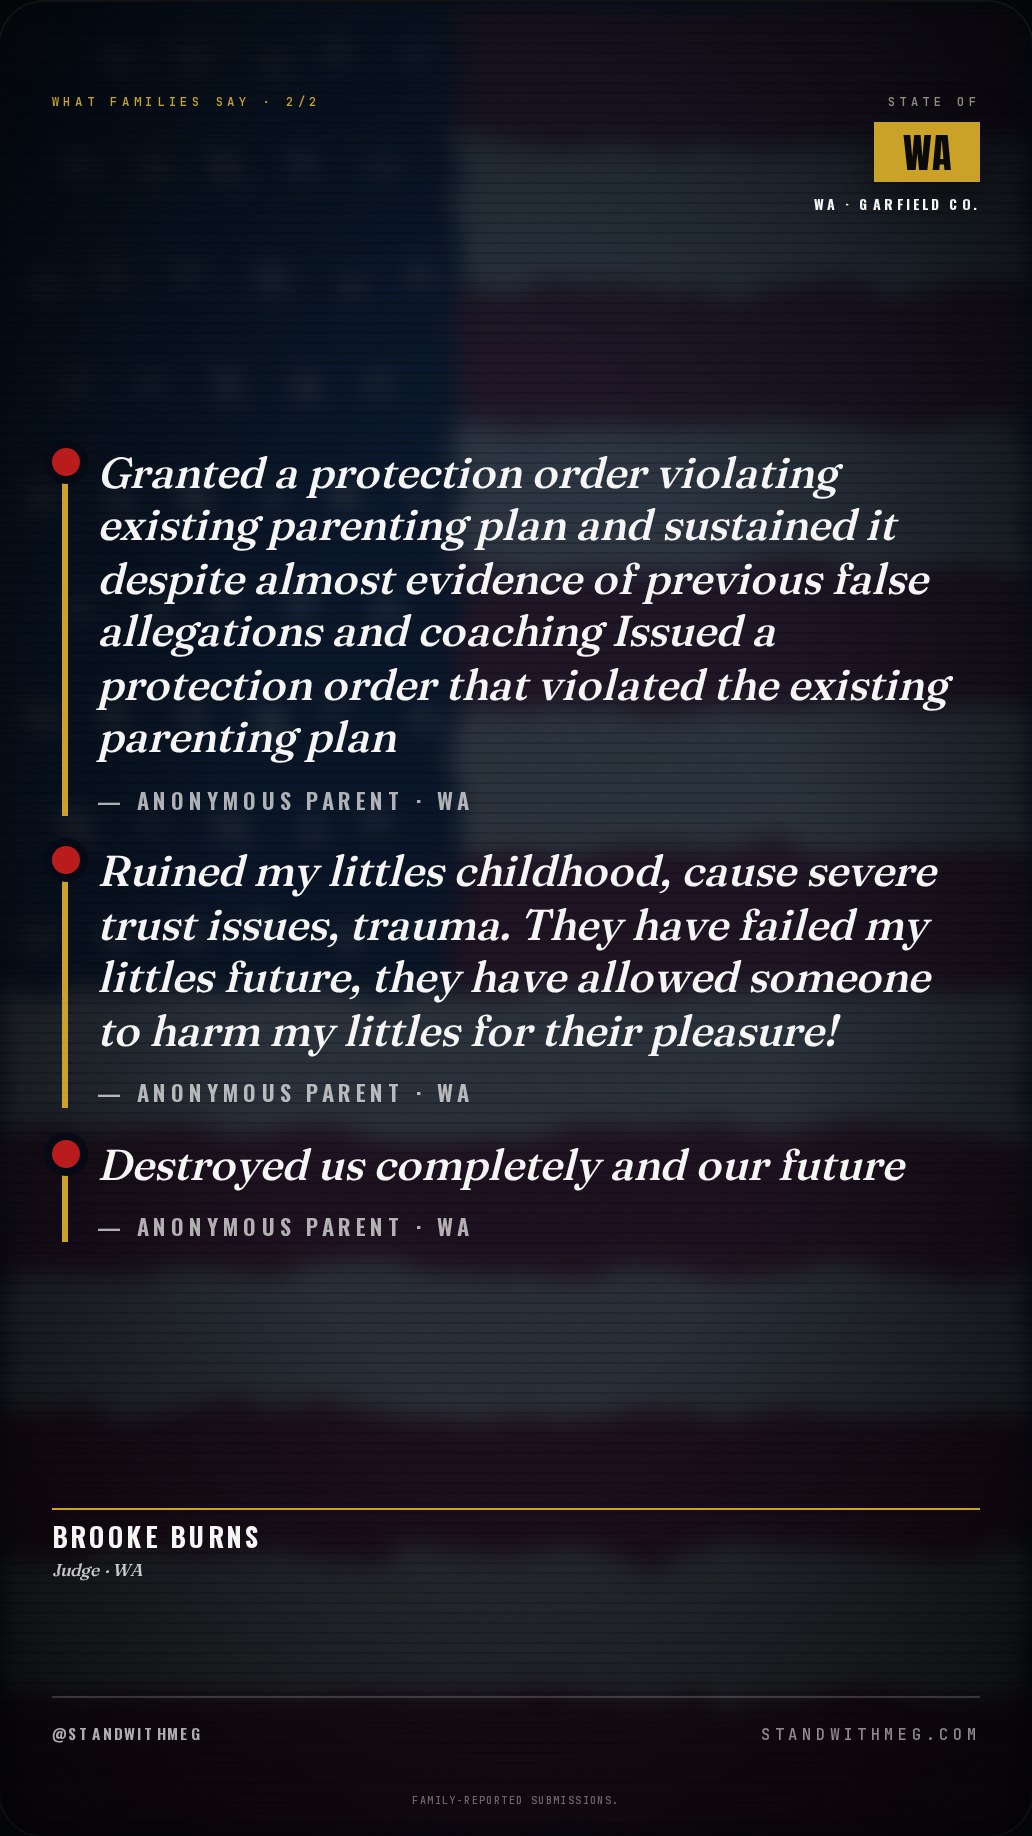 WHAT FAMILIES SAY · 2/2
STATE OF
WA
WA · GARFIELD CO.
Granted a protection order violating
existing parenting plan and sustained it
despite almost evidence of previous false
allegations and coaching Issued a
protection order that violated the existing
parenting plan
— ANONYMOUS PARENT · WA
Ruined my littles childhood, cause severe
trust issues, trauma. They have failed my
littles future, they have allowed someone
to harm my littles for their pleasure!
— ANONYMOUS PARENT · WA
Destroyed us completely and our future
— ANONYMOUS PARENT · WA
BROOKE BURNS
Judge · WA
@STANDWITHMEG
STANDWITHMEG.COM
FAMILY-REPORTED SUBMISSIONS.